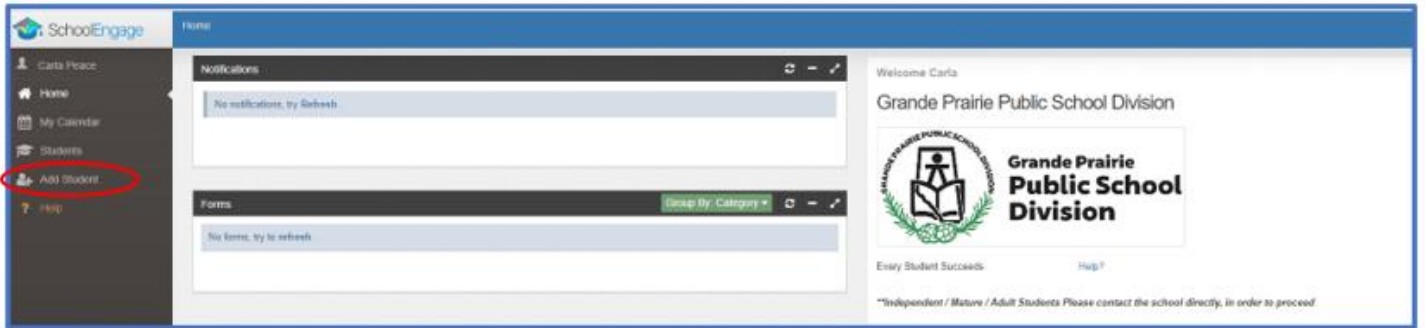 SchoolEngage
Home
Carla Peace
Home
My Calendar
Students
Add Student
Help
Notifications
No notifications, try Refresh
Forms
Group By: Category
No forms, try to refresh
Welcome Carla
Grande Prairie Public School Division
GRANDE PRAIRIE PUBLIC SCHOOL DIVISION
Grande Prairie
Public School
Division
Every Student Succeeds
Help?
**Independent / Mature / Adult Students Please contact the school directly, in order to proceed